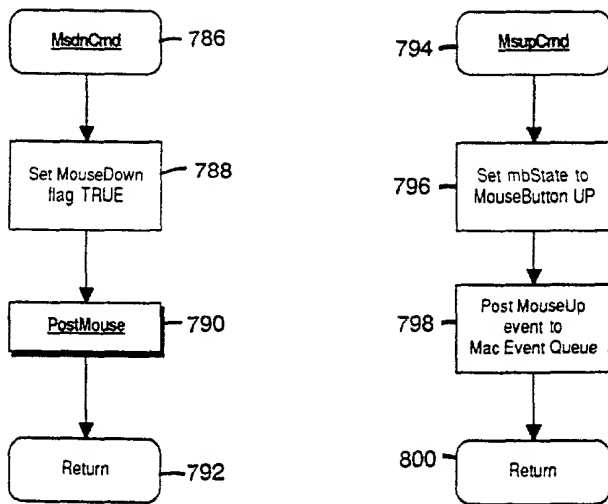 MsdnCmd
786
Set MouseDown
flag TRUE
788
PostMouse
790
Return
792
MsupCmd
794
Set mbState to
MouseButton UP
796
Post MouseUp
event to
Mac Event Queue
798
Return
800